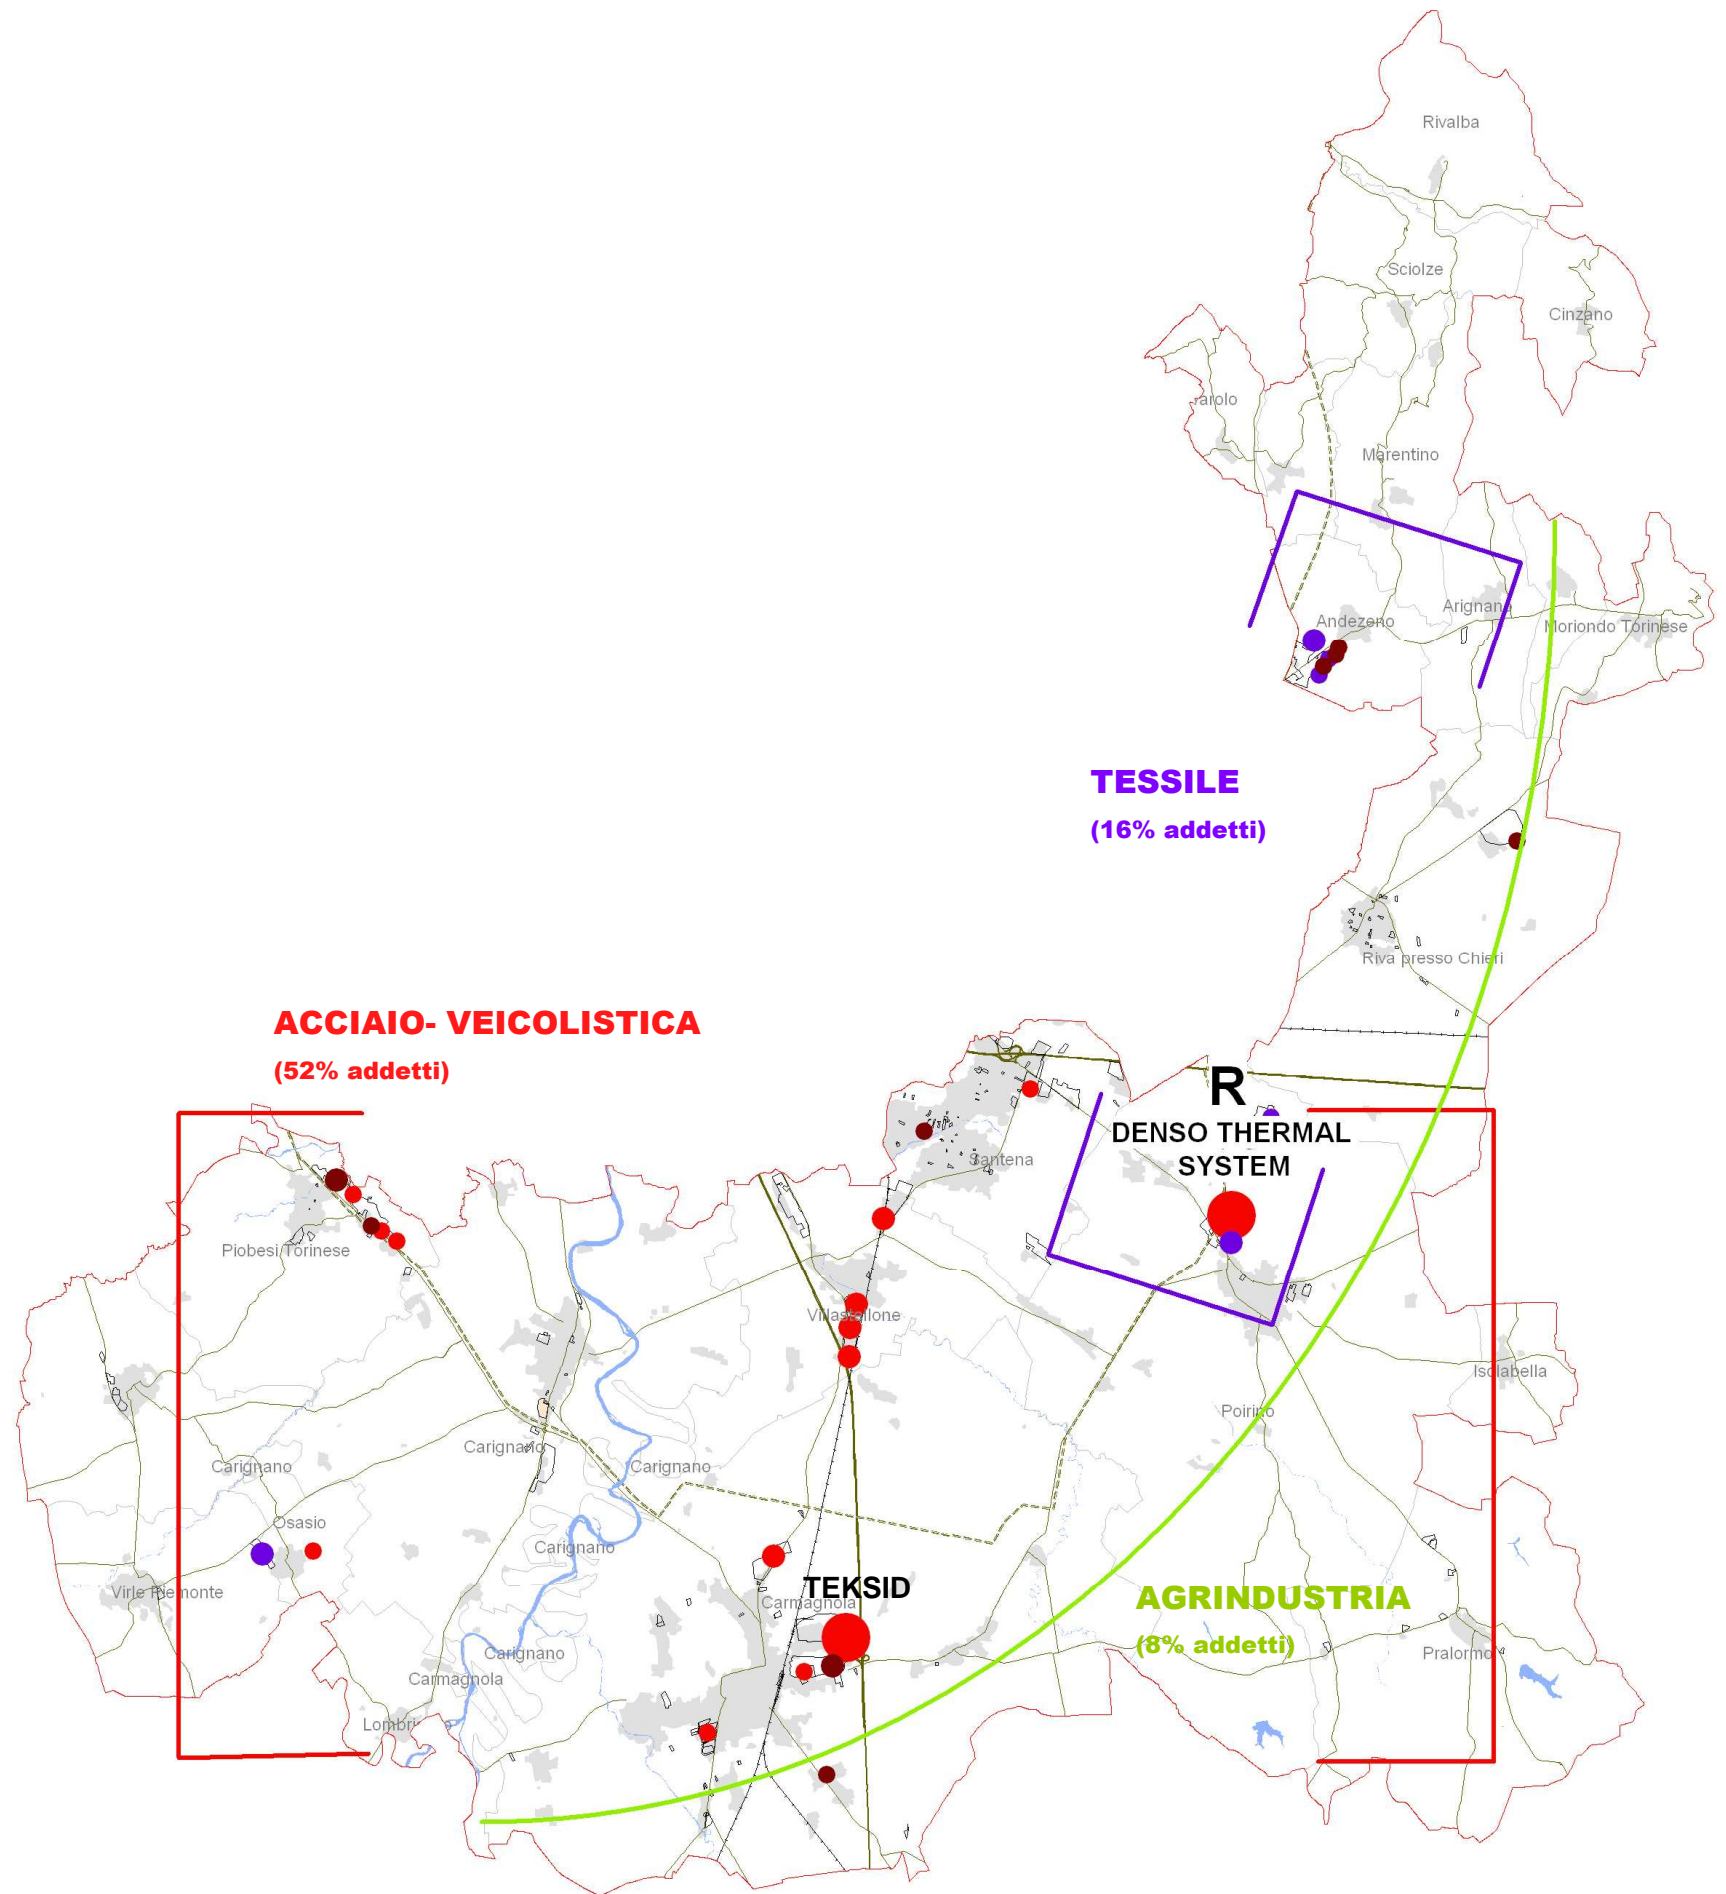 Rivalba
Sciolze
Cinzano
arolo
Marentino
Andezeno
Arignano
Moriondo Torinese
TESSILE
(16% addetti)
Riva presso Chieri
ACCIAIO- VEICOLISTICA
(52% addetti)
R
DENSO THERMAL
SYSTEM
Santena
Piobesi Torinese
Villastellone
Isolabella
Poirino
Carignano
Carignano
Carignano
Osasio
Carignano
Virle Piemonte
TEKSID
Carmagnola
AGRINDUSTRIA
(8% addetti)
Carignano
Pralormo
Carmagnola
Lombri